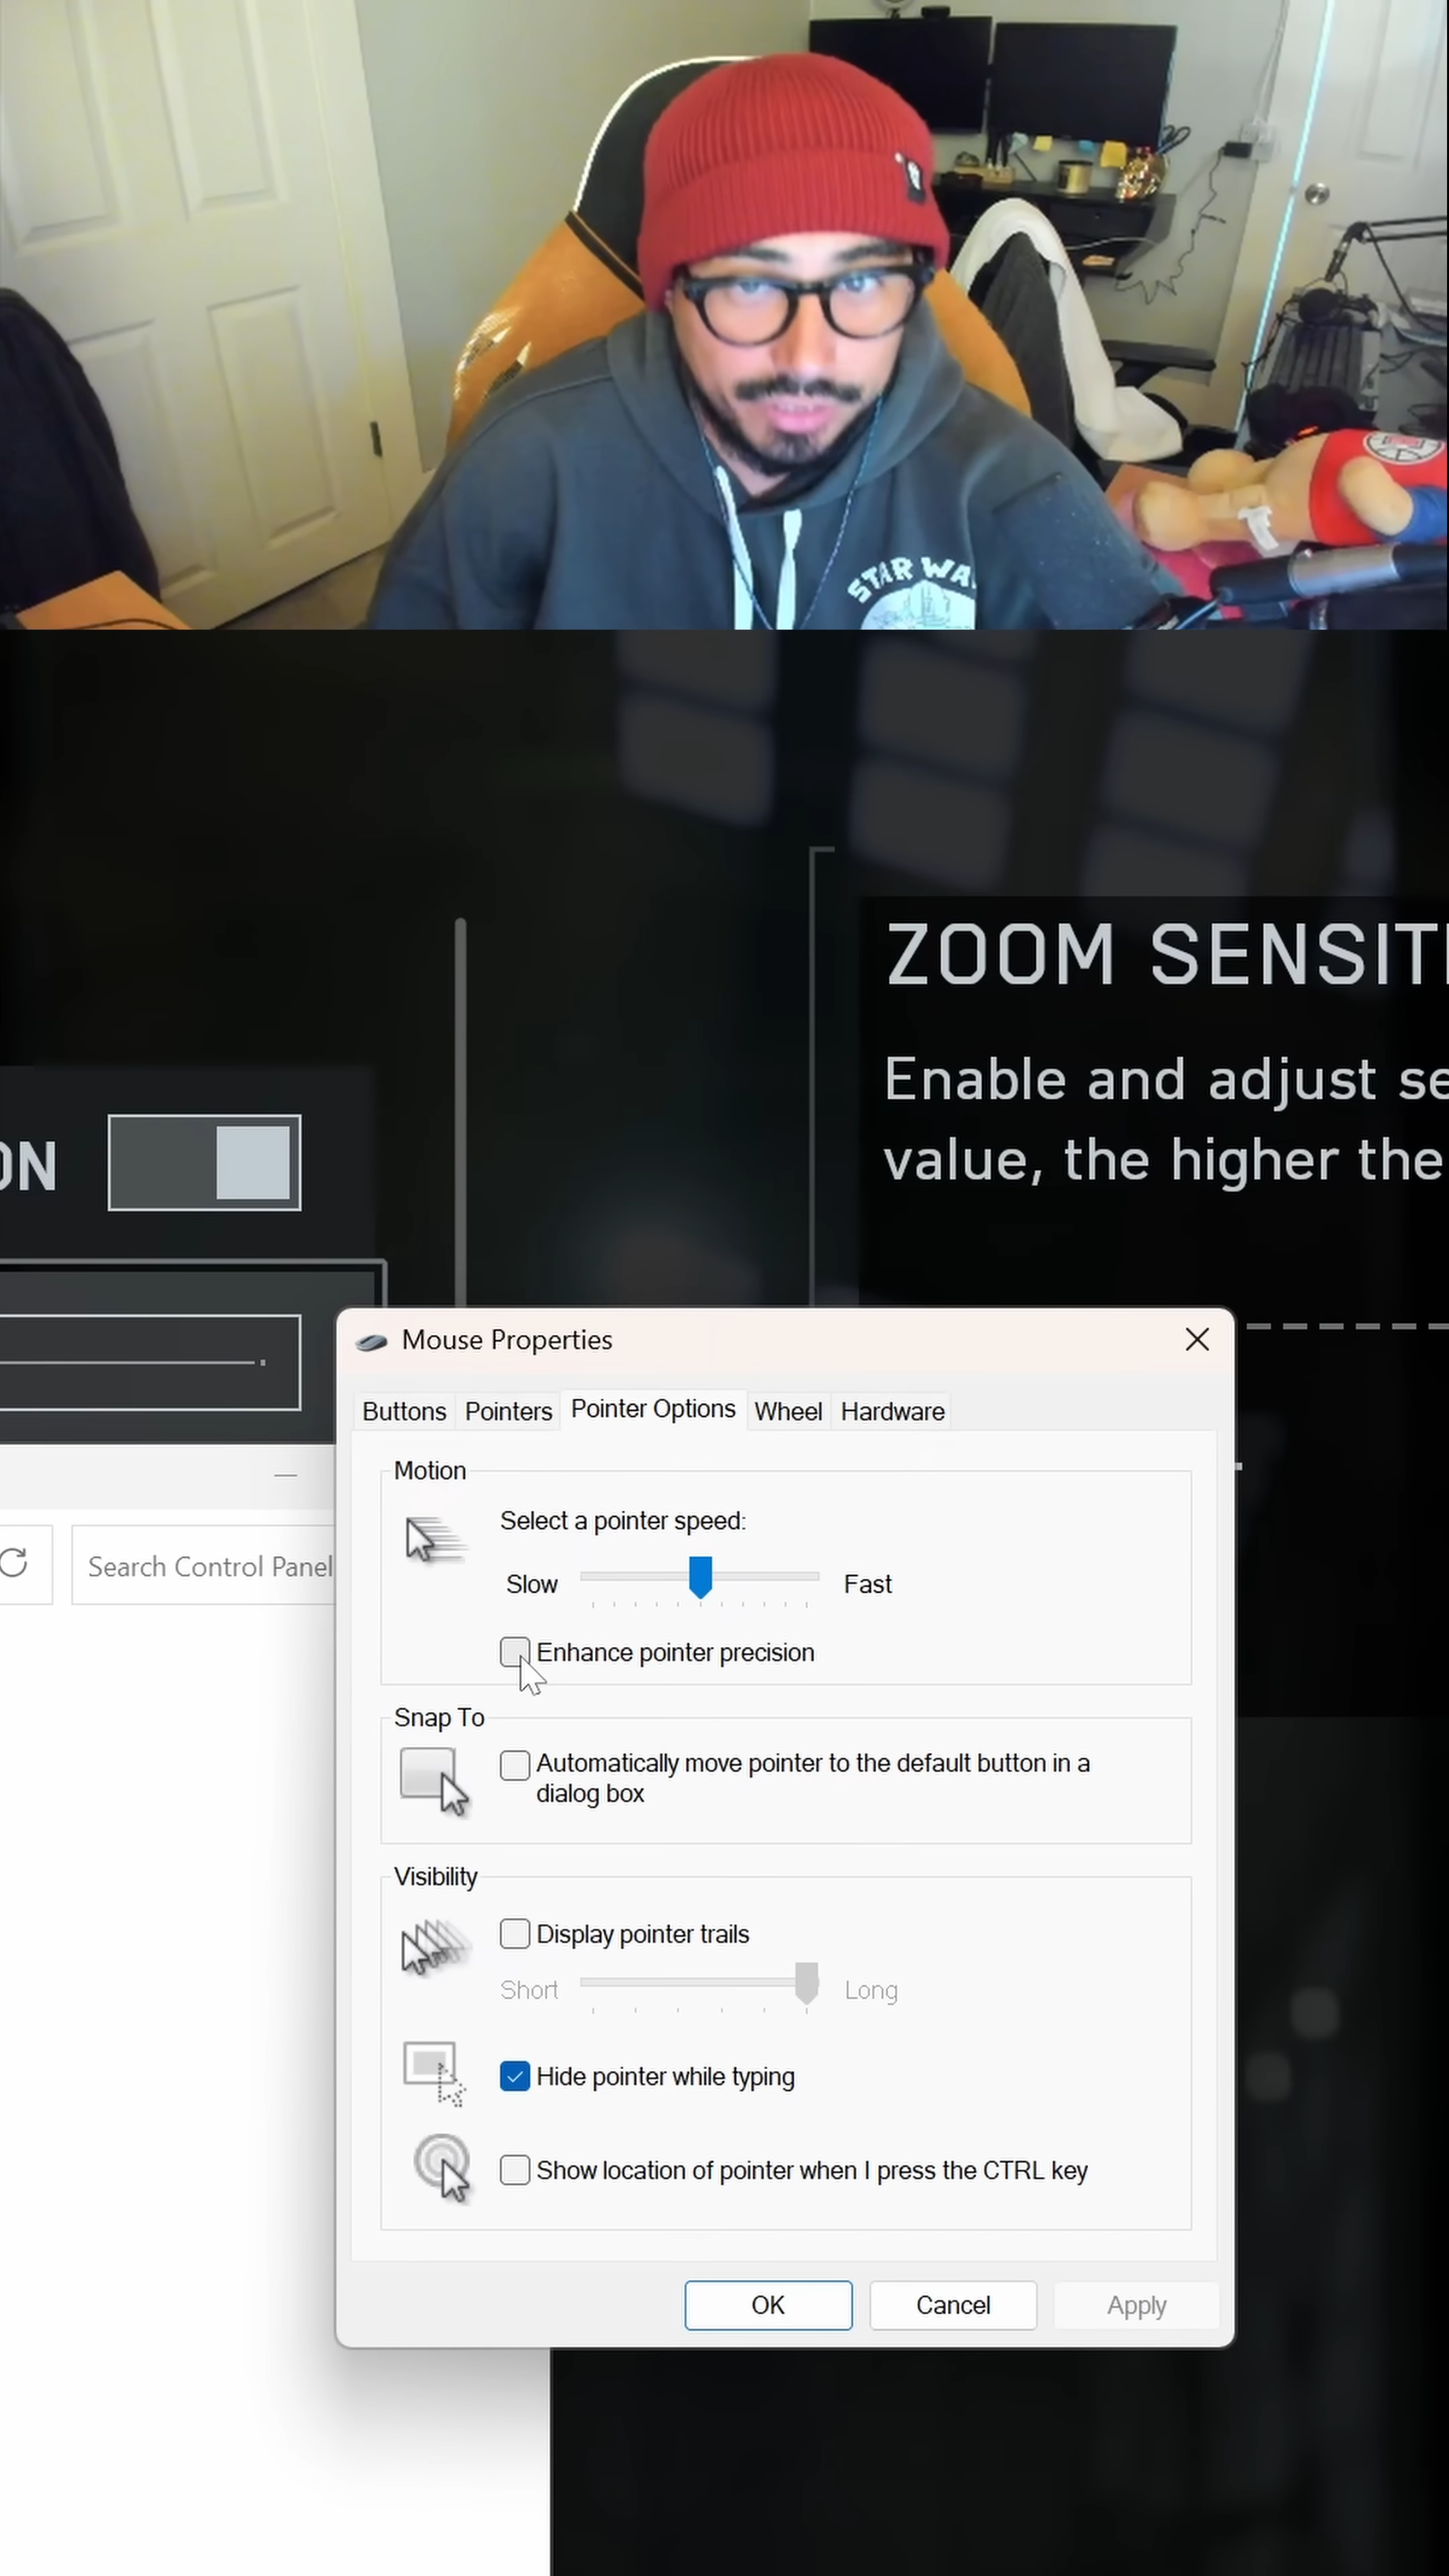 STAR WA
ZOOM SENSITI
Enable and adjust se
value, the higher the
ON
Mouse Properties
Buttons Pointers Pointer Options Wheel Hardware
Motion
Select a pointer speed:
Slow Fast
Enhance pointer precision
Search Control Panel
Snap To
Automatically move pointer to the default button in a
dialog box
Visibility
Display pointer trails
Short Long
Hide pointer while typing
Show location of pointer when I press the CTRL key
OK Cancel Apply